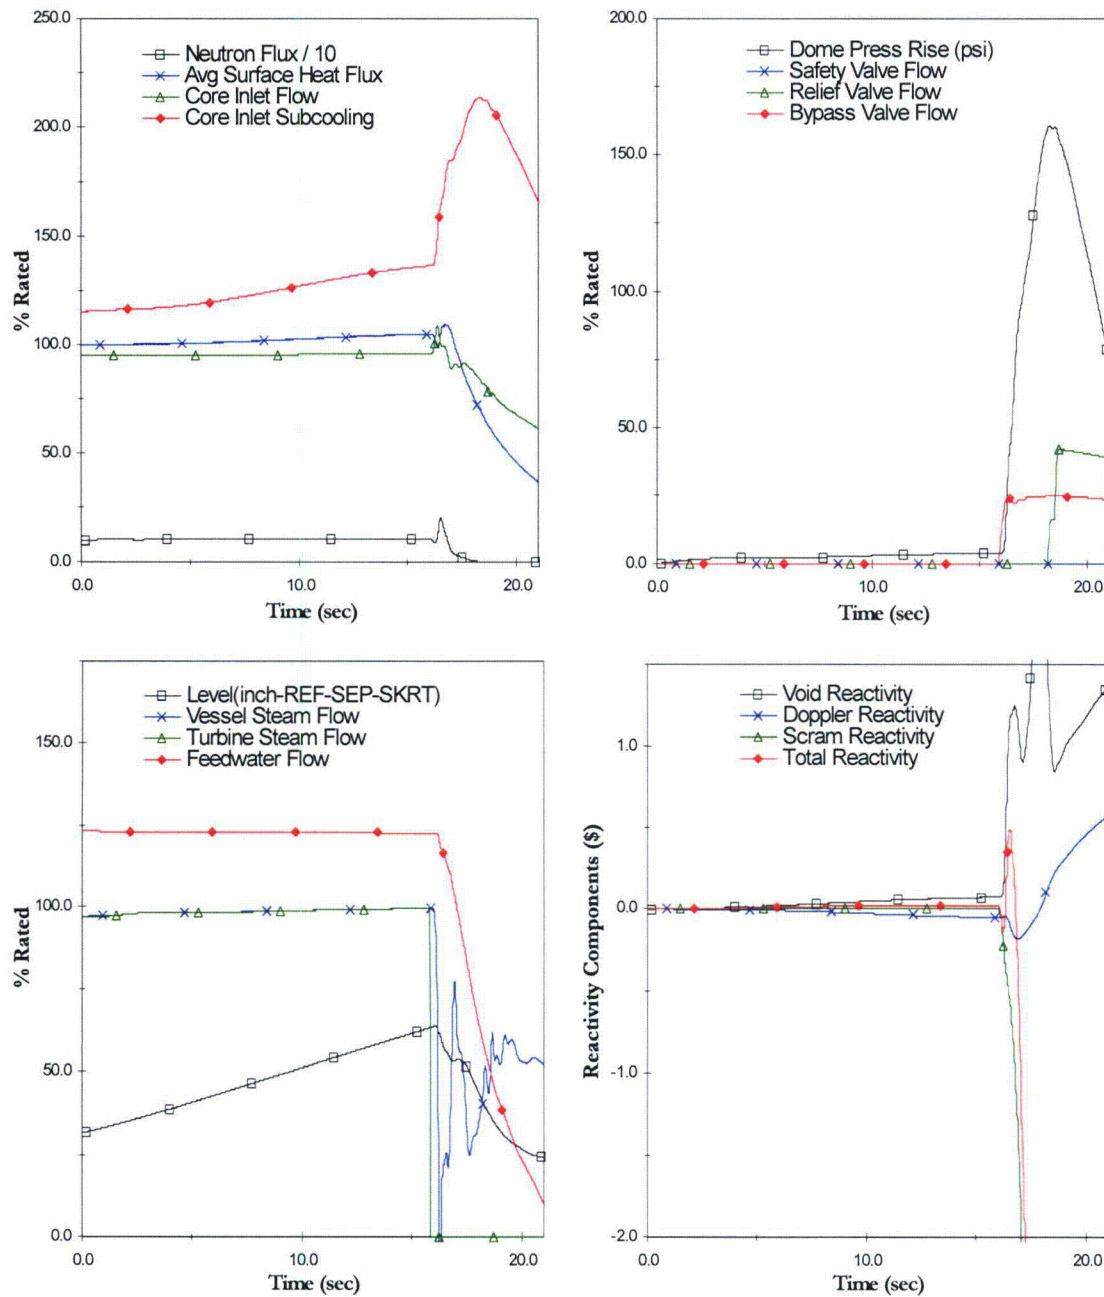 250.0
Neutron Flux / 10
Avg Surface Heat Flux
Core Inlet Flow
Core Inlet Subcooling
200.0
150.0
% Rated
100.0
50.0
0.0
0.0 10.0 20.0
Time (sec)
200.0
Dome Press Rise (psi)
Safety Valve Flow
Relief Valve Flow
Bypass Valve Flow
150.0
% Rated
100.0
50.0
0.0
0.0 10.0 20.0
Time (sec)
Level(inch-REF-SEP-SKRT)
Vessel Steam Flow
Turbine Steam Flow
Feedwater Flow
150.0
% Rated
100.0
50.0
0.0
0.0 10.0 20.0
Time (sec)
Void Reactivity
Doppler Reactivity
Scram Reactivity
Total Reactivity
1.0
Reactivity Components ($)
0.0
-1.0
-2.0
0.0 10.0 20.0
Time (sec)